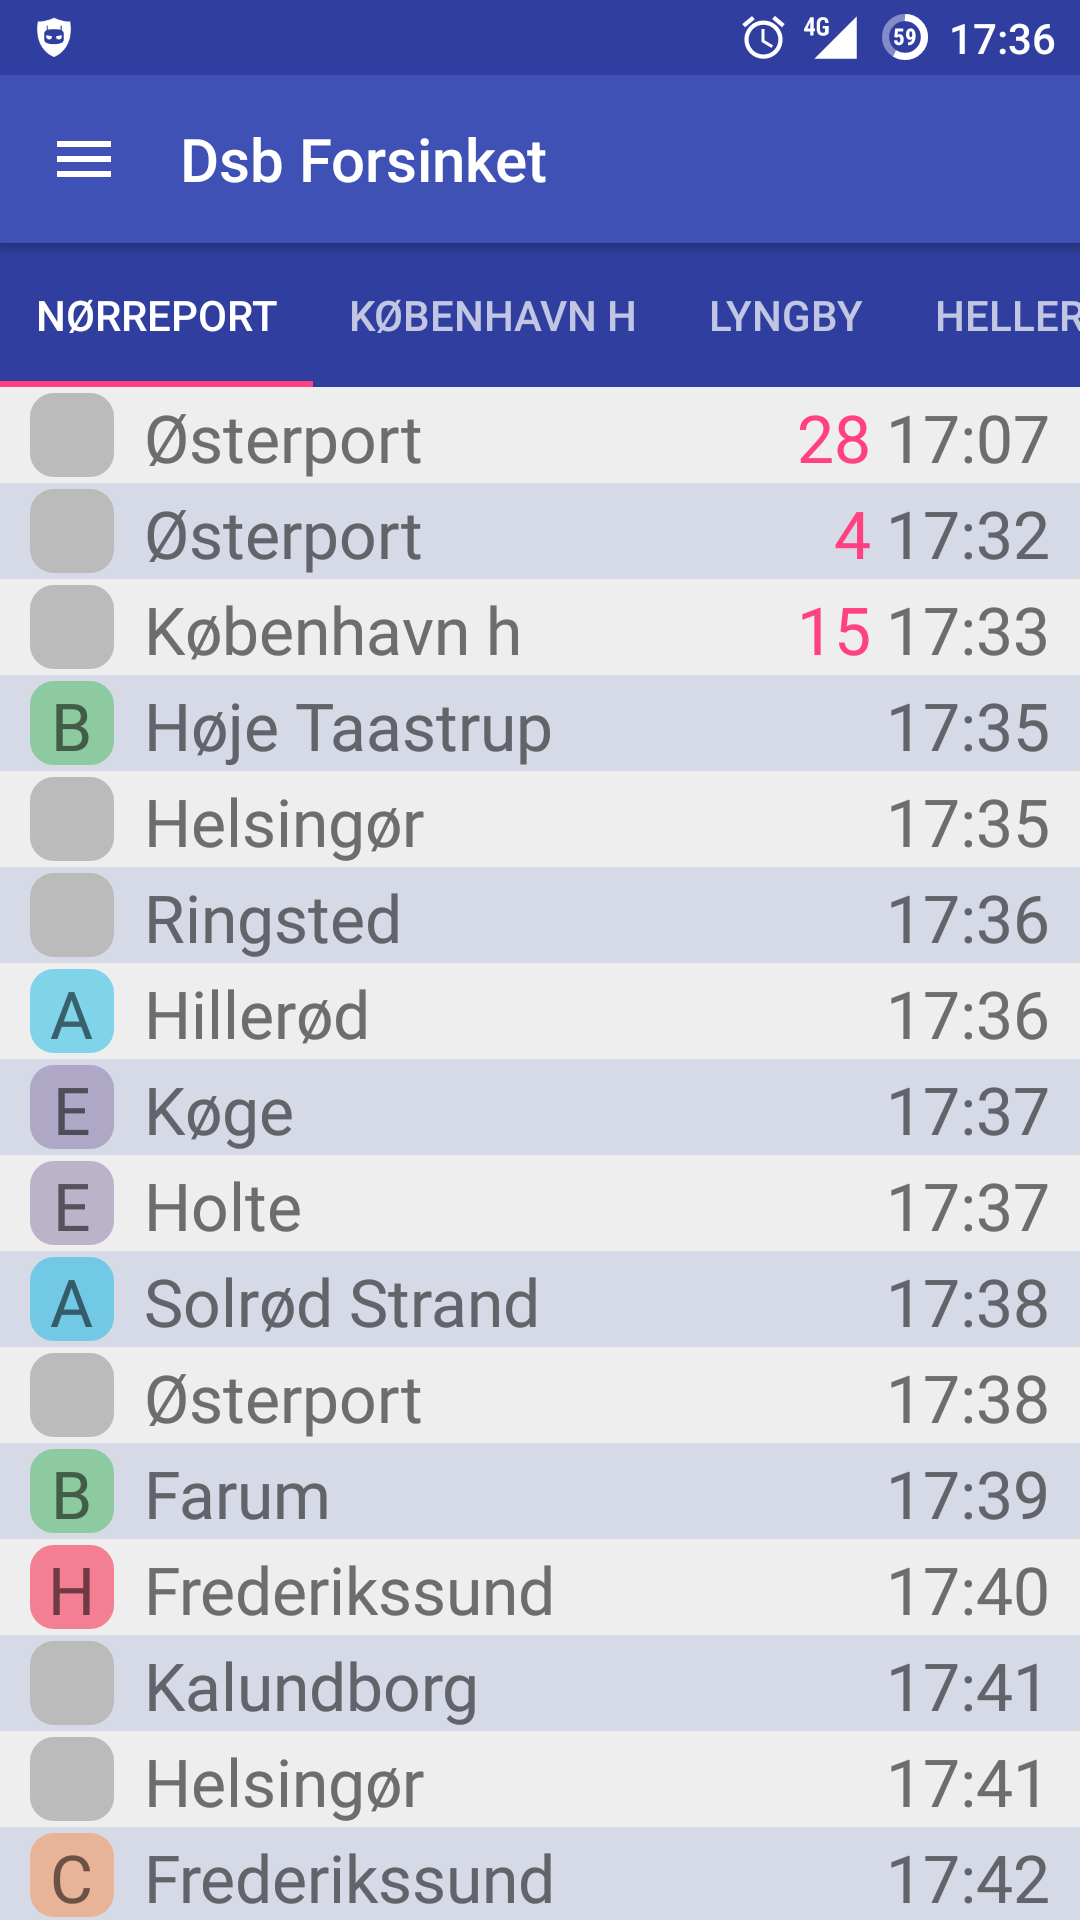 4G 59 17:36
Dsb Forsinket
NØRREPORT KØBENHAVN H LYNGBY HELLER
Østerport 28 17:07
Østerport 4 17:32
København h 15 17:33
B Høje Taastrup 17:35
Helsingør 17:35
Ringsted 17:36
A Hillerød 17:36
E Køge 17:37
E Holte 17:37
A Solrød Strand 17:38
Østerport 17:38
B Farum 17:39
H Frederikssund 17:40
Kalundborg 17:41
Helsingør 17:41
C Frederikssund 17:42